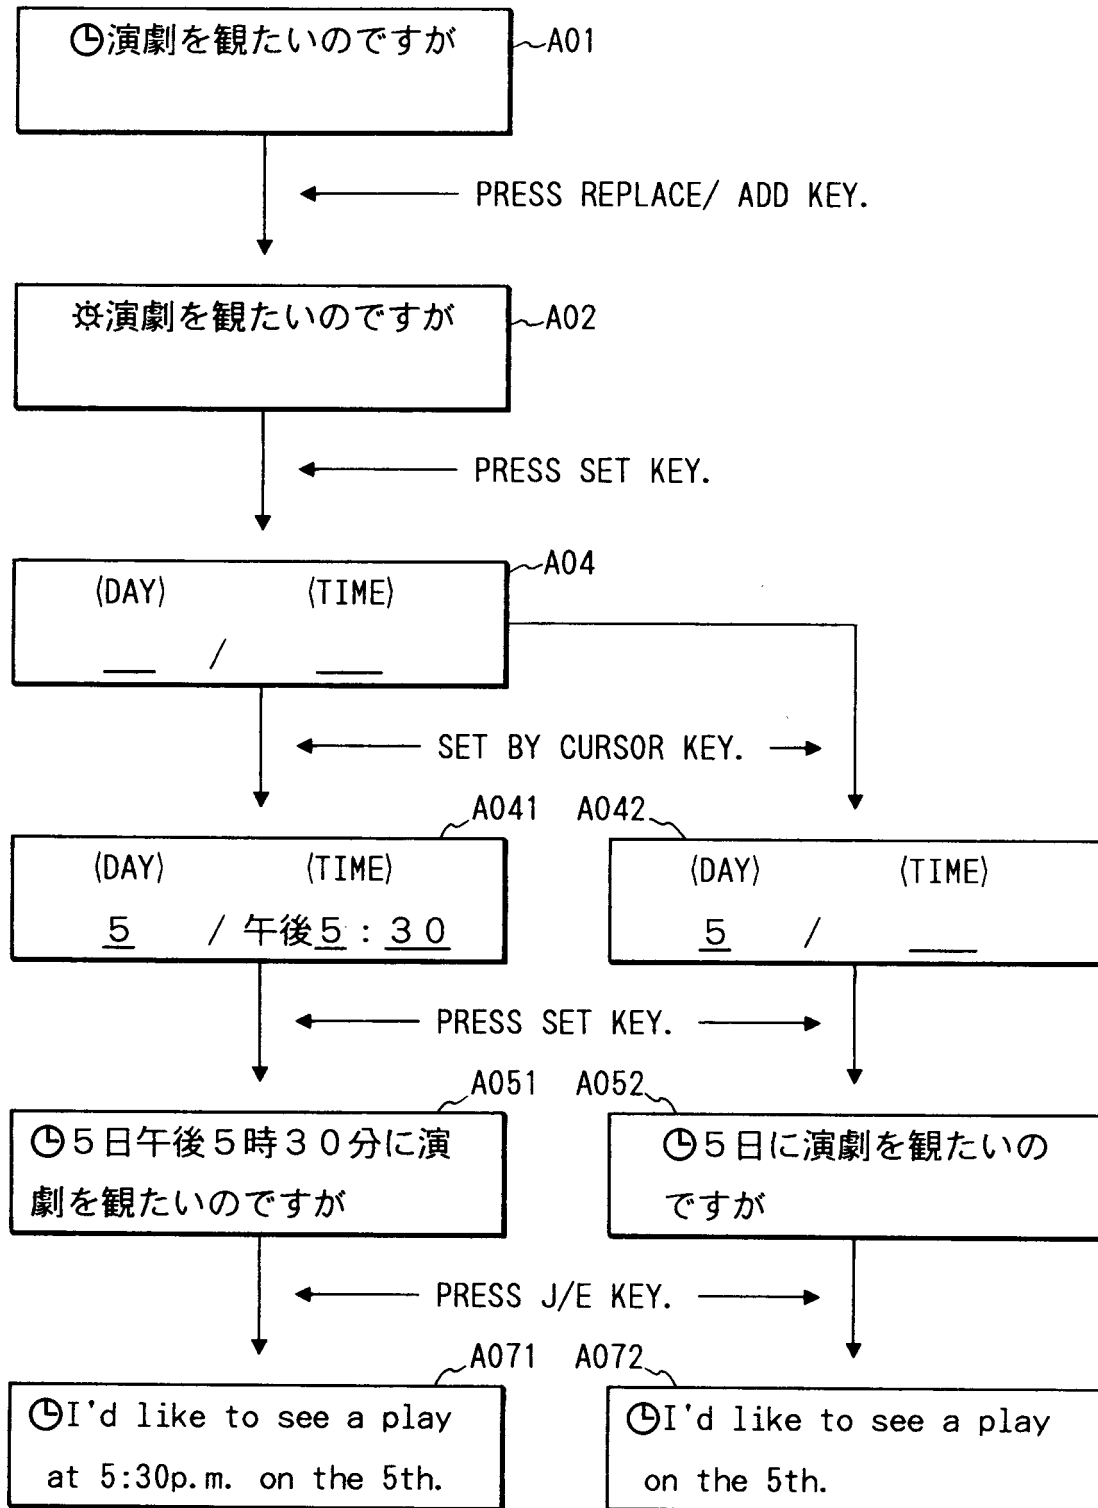 演劇を観たいのですが
A01
PRESS REPLACE/ ADD KEY.
演劇を観たいのですが
A02
PRESS SET KEY.
A04
⟨DAY⟩ ⟨TIME⟩
/
SET BY CURSOR KEY.
A041 A042
⟨DAY⟩ ⟨TIME⟩
5 / 午後5:30
⟨DAY⟩ ⟨TIME⟩
5 /
PRESS SET KEY.
A051 A052
5日午後5時30分に演
劇を観たいのですが
5日に演劇を観たいの
ですが
PRESS J/E KEY.
A071 A072
I'd like to see a play
at 5:30p.m. on the 5th.
I'd like to see a play
on the 5th.